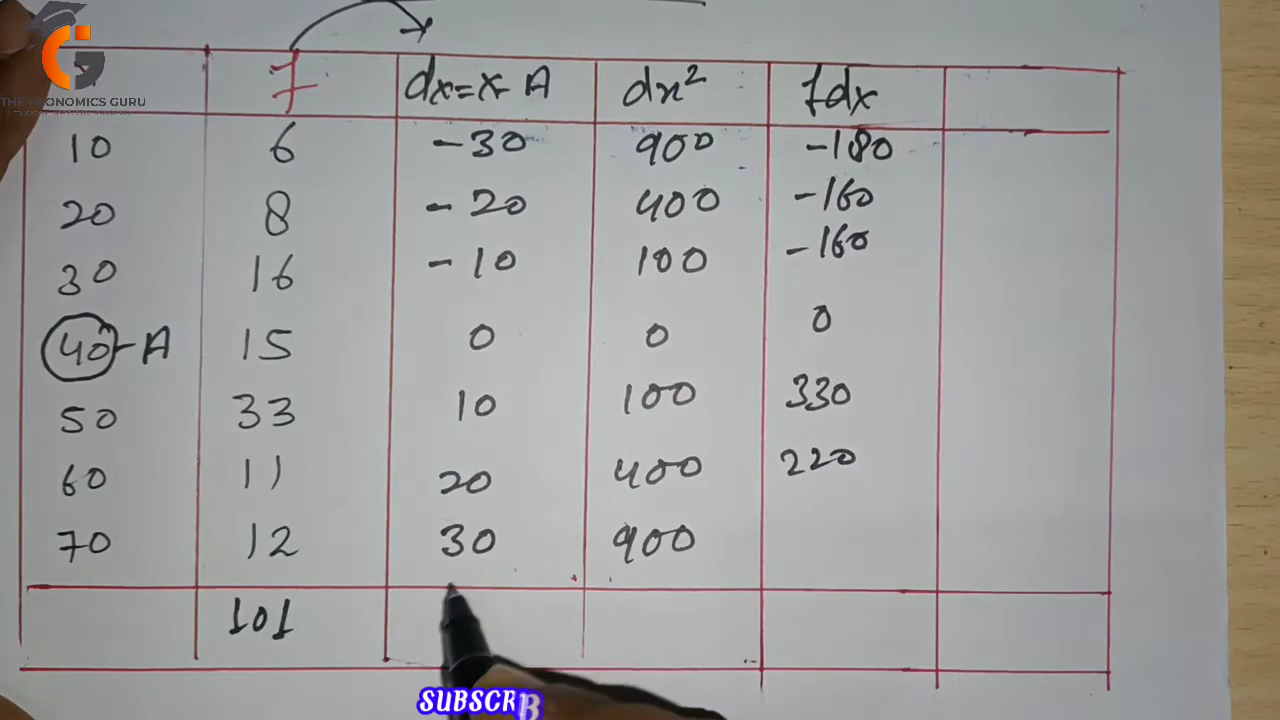 THE ECONOMICS GURU
f dx=x-A dx² fdx
10 6 -30 900 -180
20 8 -20 400 -160
30 16 -10 100 -160
40-A 15 0 0 0
50 33 10 100 330
60 11 20 400 220
70 12 30 900
101
SUBSCRB